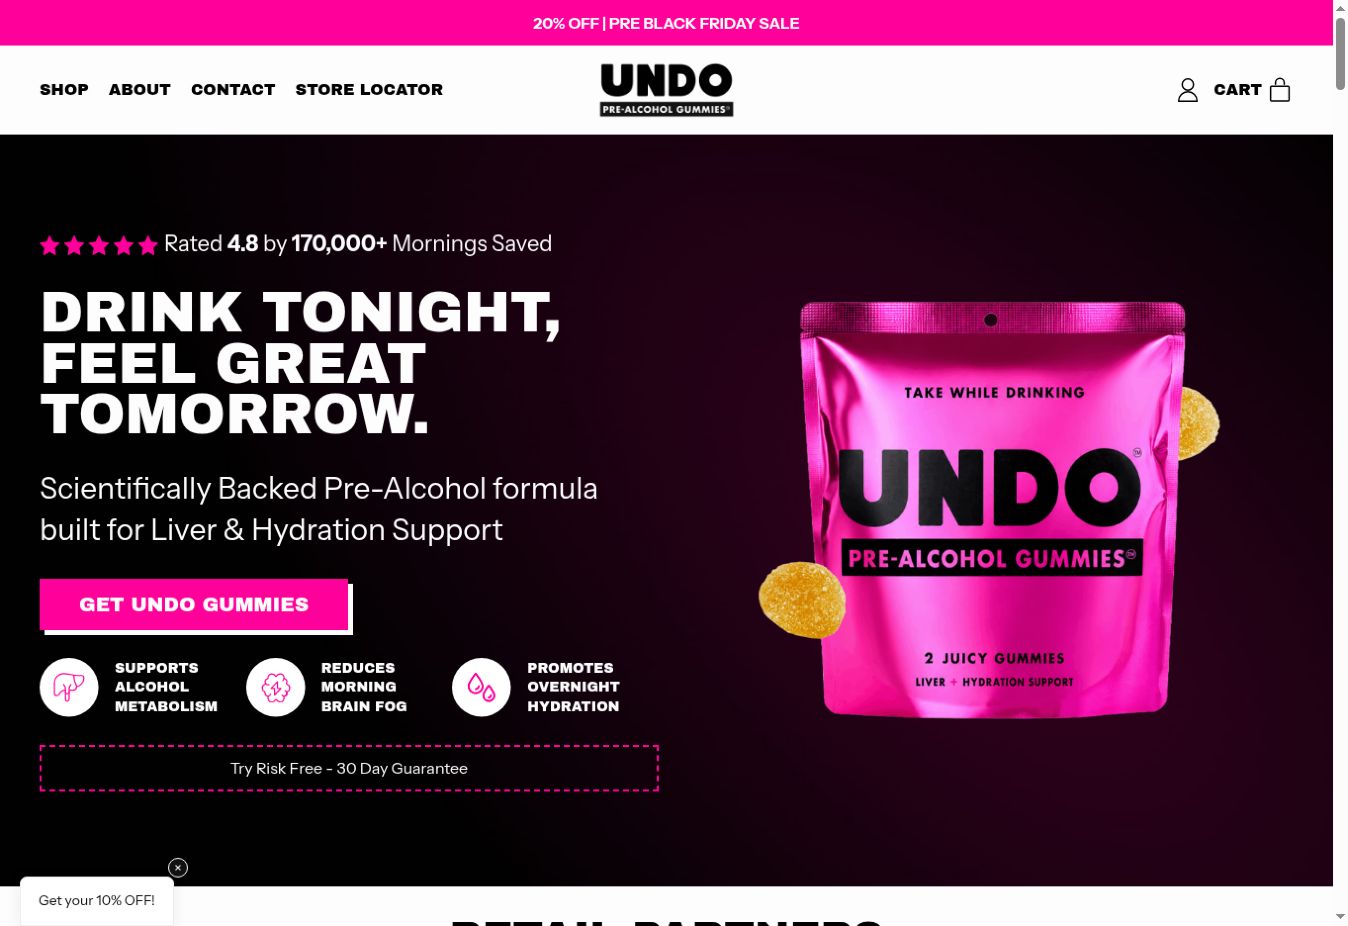 20% OFF | PRE BLACK FRIDAY SALE
SHOP ABOUT CONTACT STORE LOCATOR
UNDO
PRE-ALCOHOL GUMMIES
CART
Rated 4.8 by 170,000+ Mornings Saved
DRINK TONIGHT,
FEEL GREAT
TOMORROW.
Scientifically Backed Pre-Alcohol formula
built for Liver & Hydration Support
GET UNDO GUMMIES
SUPPORTS
ALCOHOL
METABOLISM
REDUCES
MORNING
BRAIN FOG
PROMOTES
OVERNIGHT
HYDRATION
Try Risk Free - 30 Day Guarantee
TAKE WHILE DRINKING
UNDO™
PRE-ALCOHOL GUMMIES
2 JUICY GUMMIES
LIVER + HYDRATION SUPPORT
Get your 10% OFF!
RETAIL PARTNERS